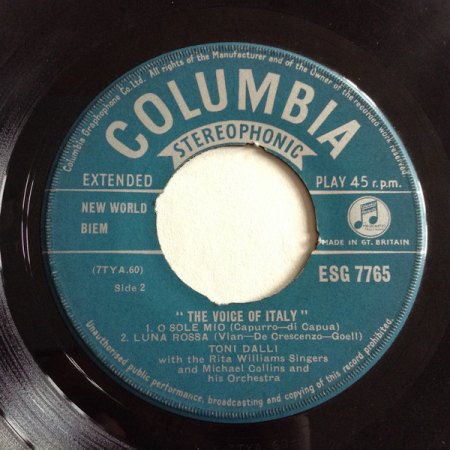 Columbia Graphophone Co. Ltd. All rights of the Manufacturer and of the Owner of the recorded work reserved.
COLUMBIA
STEREOPHONIC
EXTENDED PLAY 45 r.p.m.
NEW WORLD
BIEM
MADE IN GT. BRITAIN
(7TYA.60)
ESG 7765
Side 2
"THE VOICE OF ITALY"
1. O SOLE MIO (Capurro—di Capua)
2. LUNA ROSSA (Vian—De Crescenzo—Goell)
TONI DALLI
with the Rita Williams Singers
and Michael Collins and
his Orchestra
Unauthorised public performance, broadcasting and copying of this record prohibited.